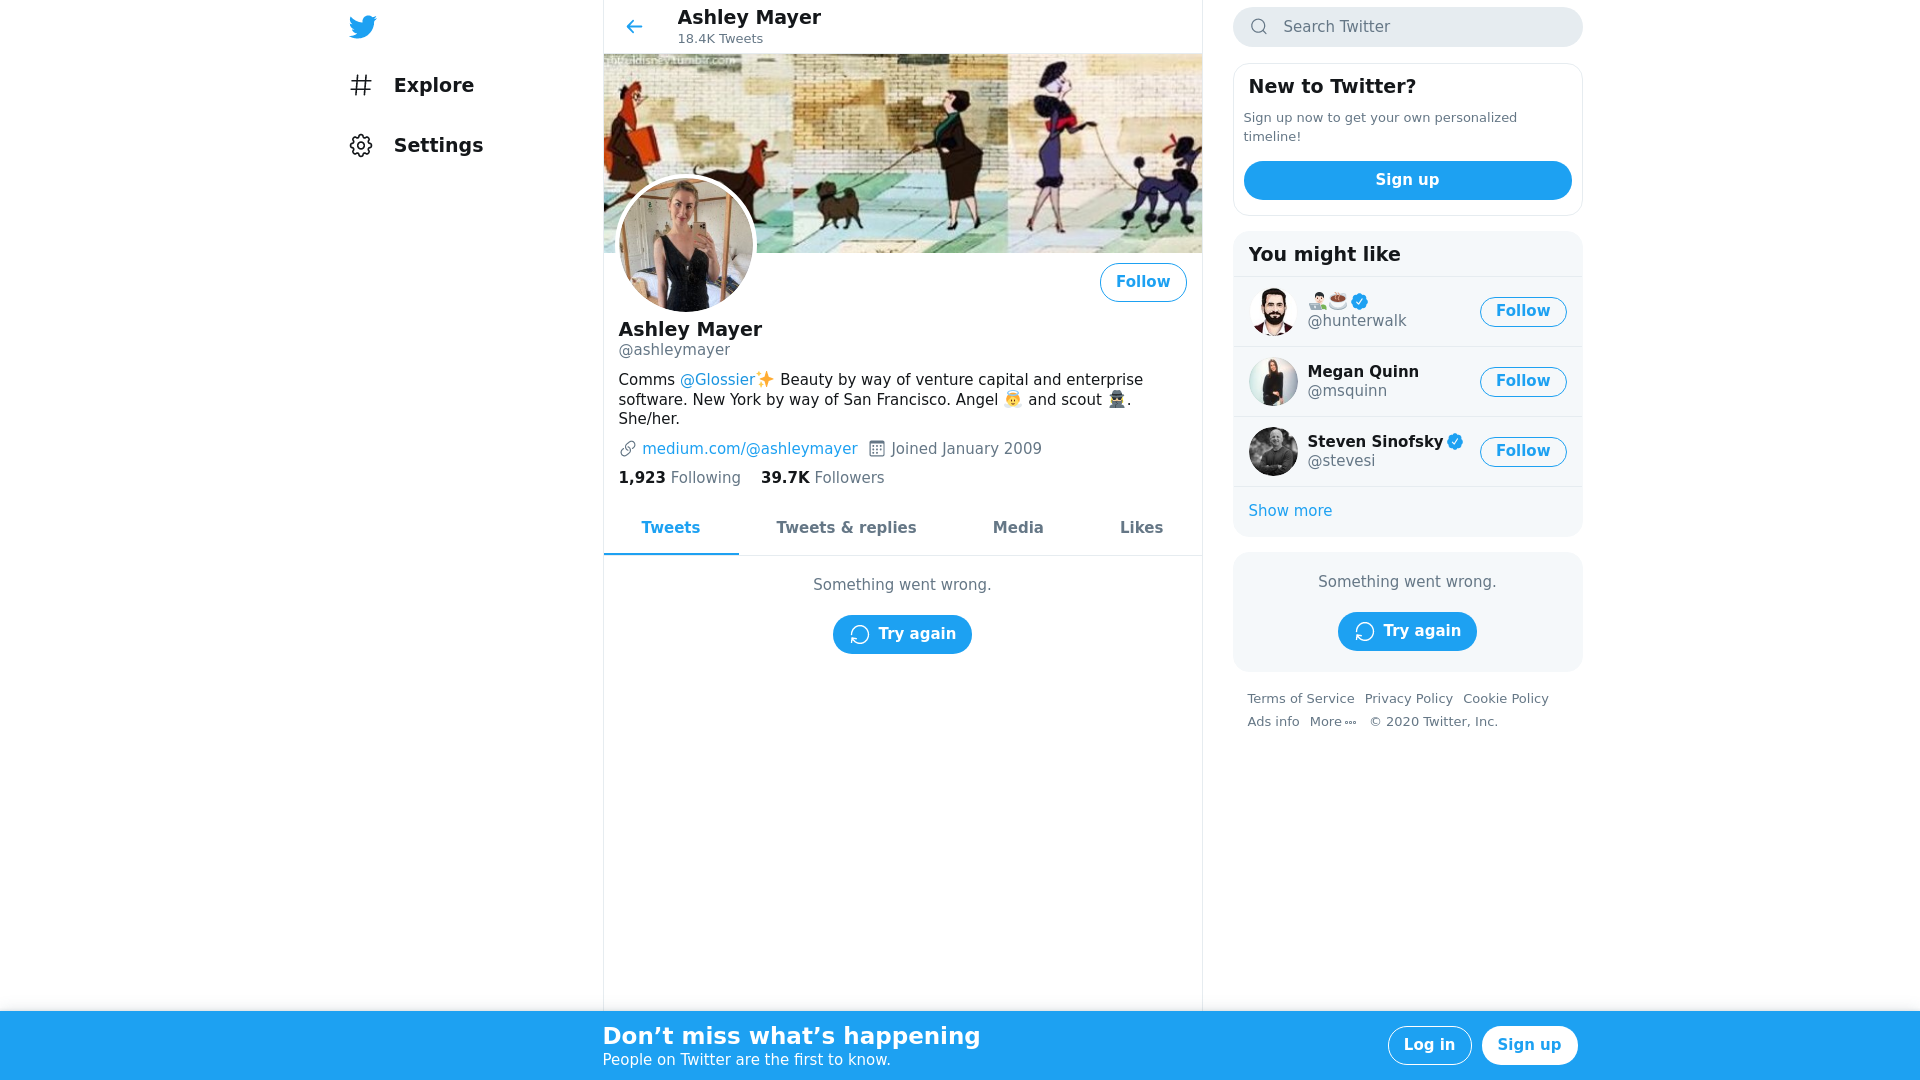 Explore
Settings
Ashley Mayer
18.4K Tweets
Ashley Mayer
@ashleymayer
Follow
Comms @Glossier✨ Beauty by way of venture capital and enterprise
software. New York by way of San Francisco. Angel 👼 and scout 🕵️.
She/her.
medium.com/@ashleymayer Joined January 2009
1,923 Following 39.7K Followers
Tweets Tweets & replies Media Likes
Something went wrong.
Try again
Search Twitter
New to Twitter?
Sign up now to get your own personalized
timeline!
Sign up
You might like
👨🏻‍💻☕
@hunterwalk
Follow
Megan Quinn
@msquinn
Follow
Steven Sinofsky
@stevesi
Follow
Show more
Something went wrong.
Try again
Terms of Service Privacy Policy Cookie Policy
Ads info More © 2020 Twitter, Inc.
Don’t miss what’s happening
People on Twitter are the first to know.
Log in Sign up